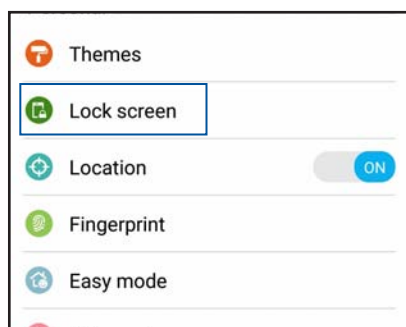 Themes
Lock screen
Location ON
Fingerprint
Easy mode